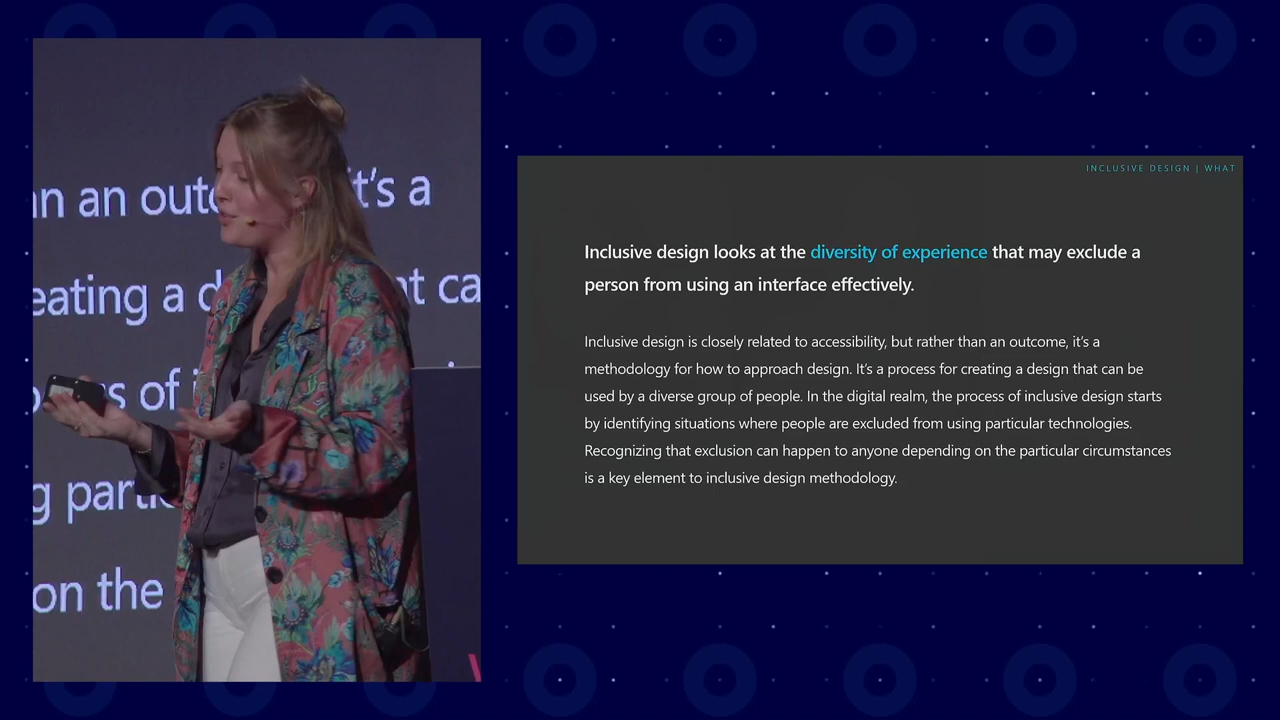 an an outc it's a
eating a d at ca
s of i
g partic
on the
INCLUSIVE DESIGN | WHAT
Inclusive design looks at the diversity of experience that may exclude a
person from using an interface effectively.
Inclusive design is closely related to accessibility, but rather than an outcome, it's a
methodology for how to approach design. It's a process for creating a design that can be
used by a diverse group of people. In the digital realm, the process of inclusive design starts
by identifying situations where people are excluded from using particular technologies.
Recognizing that exclusion can happen to anyone depending on the particular circumstances
is a key element to inclusive design methodology.